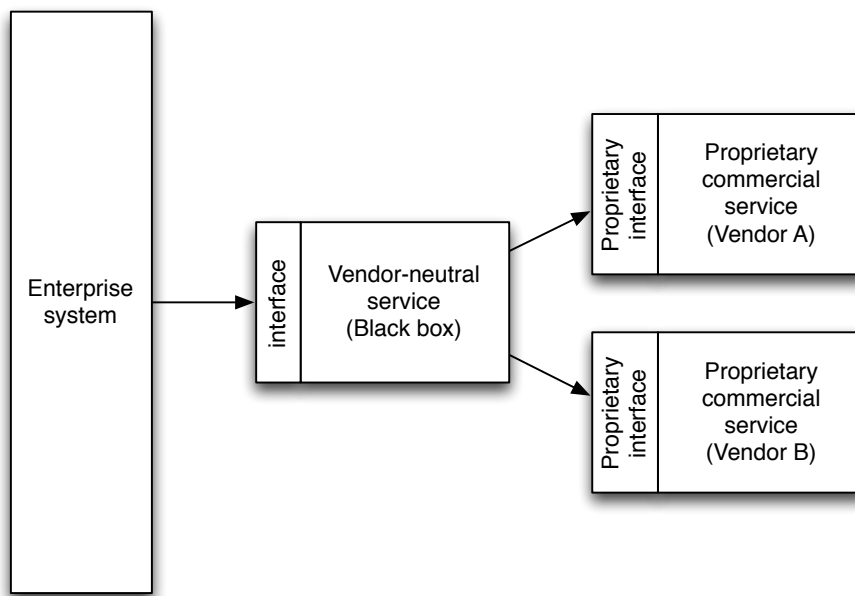 Enterprise
system
interface
Vendor-neutral
service
(Black box)
Proprietary
interface
Proprietary
commercial
service
(Vendor A)
Proprietary
interface
Proprietary
commercial
service
(Vendor B)